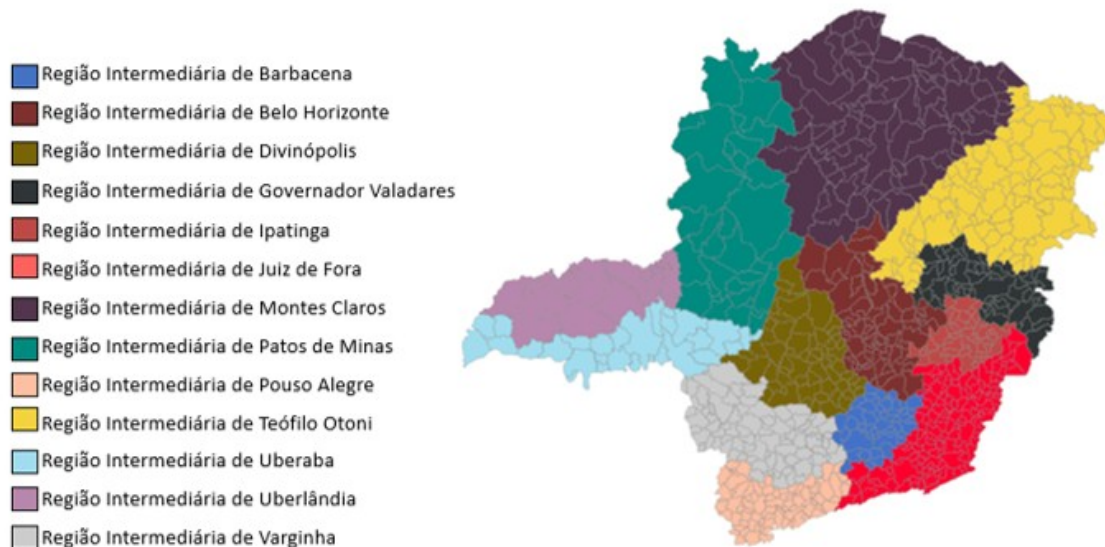 Região Intermediária de Barbacena
Região Intermediária de Belo Horizonte
Região Intermediária de Divinópolis
Região Intermediária de Governador Valadares
Região Intermediária de Ipatinga
Região Intermediária de Juiz de Fora
Região Intermediária de Montes Claros
Região Intermediária de Patos de Minas
Região Intermediária de Pouso Alegre
Região Intermediária de Teófilo Otoni
Região Intermediária de Uberaba
Região Intermediária de Uberlândia
Região Intermediária de Varginha